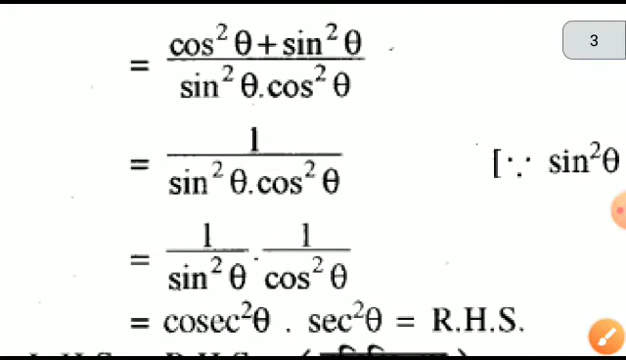 = cos²θ+sin²θ / sin²θ.cos²θ
3
= 1 / sin²θ.cos²θ [∵ sin²θ
= 1 / sin²θ · 1 / cos²θ
= cosec²θ . sec²θ = R.H.S.